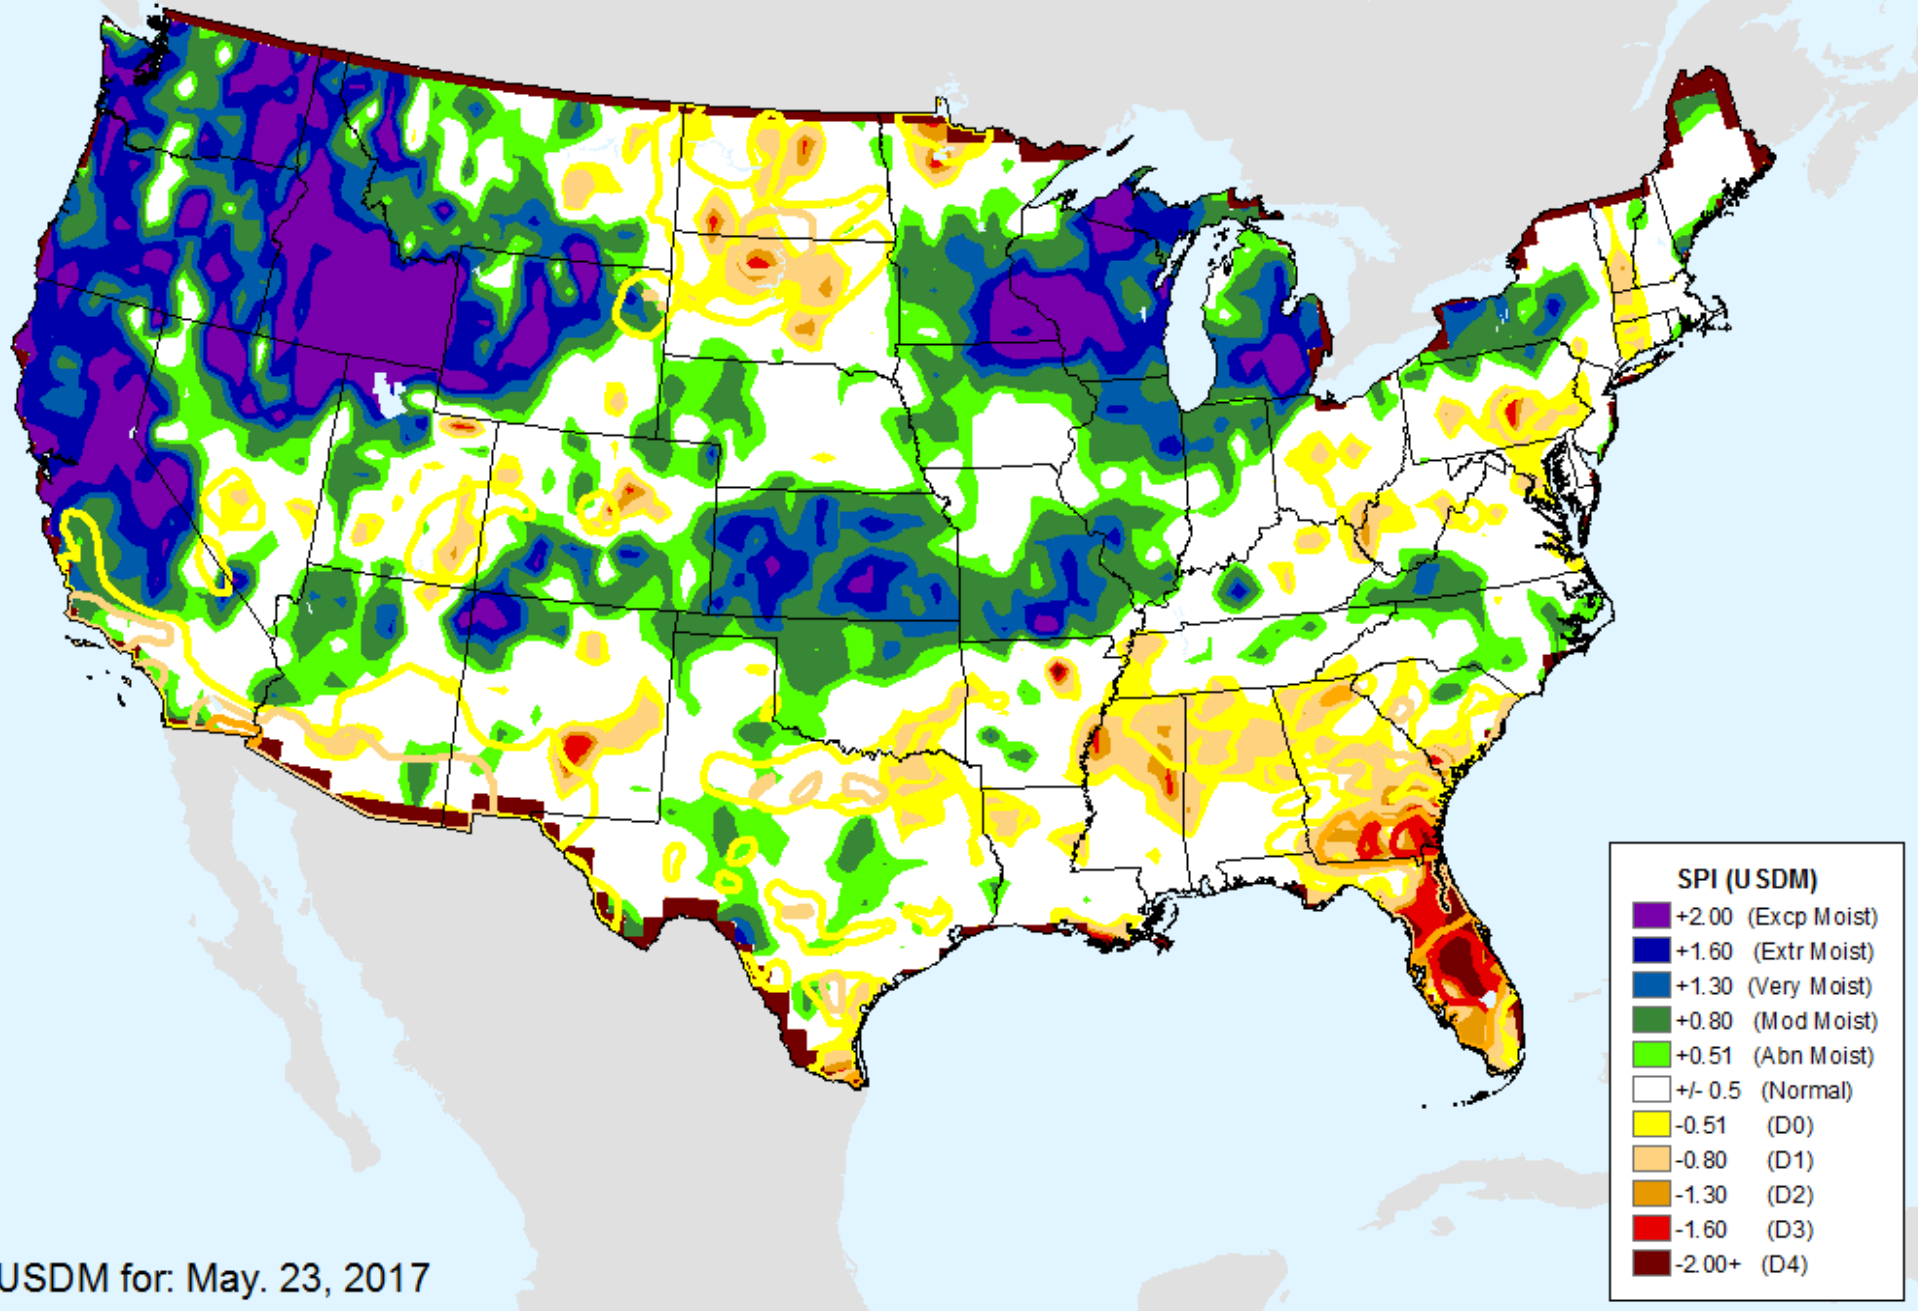 SPI (USDM)
+2.00 (Excp Moist)
+1.60 (Extr Moist)
+1.30 (Very Moist)
+0.80 (Mod Moist)
+0.51 (Abn Moist)
+/- 0.5 (Normal)
-0.51 (D0)
-0.80 (D1)
-1.30 (D2)
-1.60 (D3)
-2.00+ (D4)
USDM for: May. 23, 2017